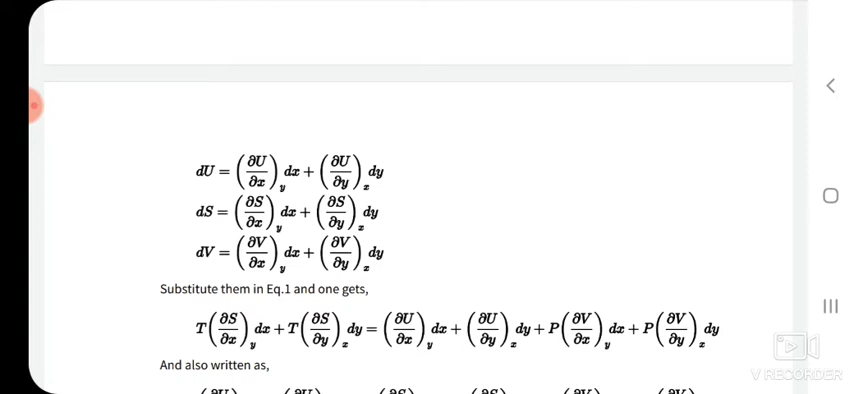 dU = (∂U/∂x)_y dx + (∂U/∂y)_x dy
dS = (∂S/∂x)_y dx + (∂S/∂y)_x dy
dV = (∂V/∂x)_y dx + (∂V/∂y)_x dy
Substitute them in Eq.1 and one gets,
T(∂S/∂x)_y dx + T(∂S/∂y)_x dy = (∂U/∂x)_y dx + (∂U/∂y)_x dy + P(∂V/∂x)_y dx + P(∂V/∂y)_x dy
And also written as,
V RECORDER